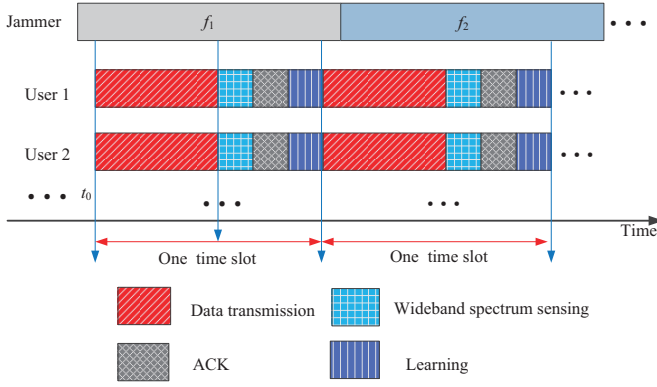 Jammer f1 f2
User 1
User 2
t0
Time
One time slot One time slot
Data transmission Wideband spectrum sensing
ACK Learning